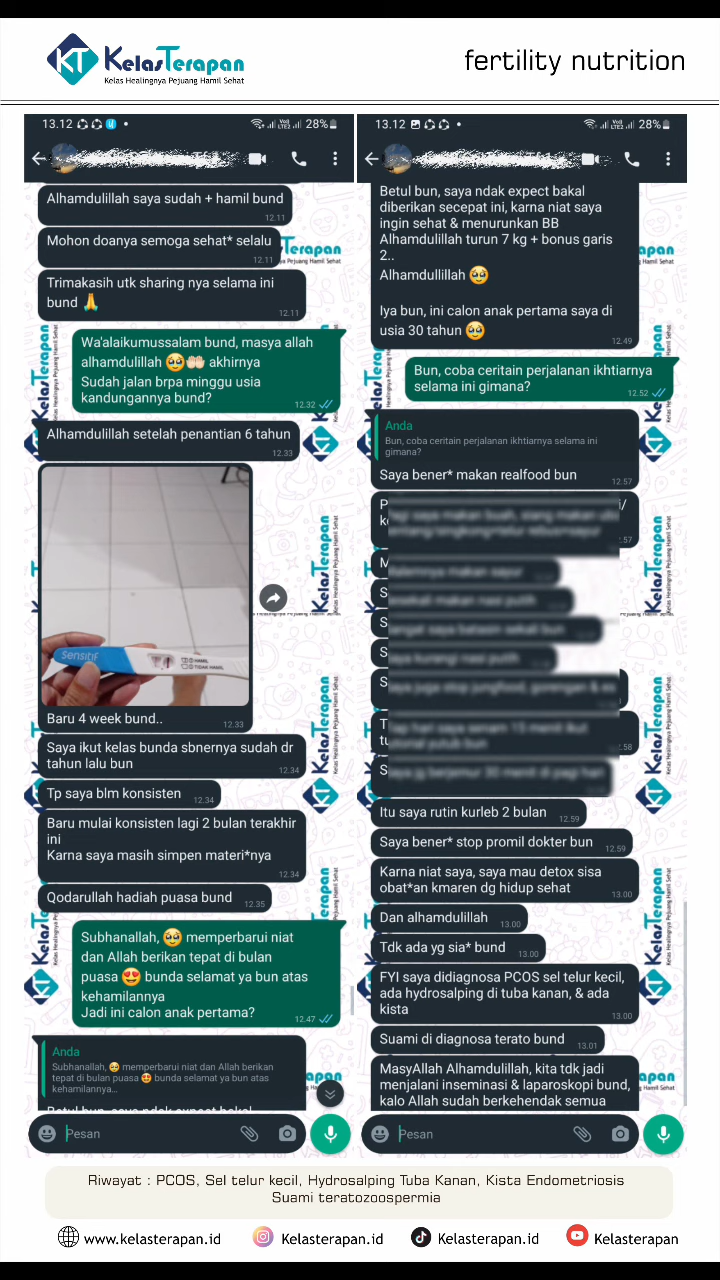 KelasTerapan
Kelas Healingnya Pejuang Hamil Sehat
fertility nutrition
13.12
28%
Alhamdulillah saya sudah + hamil bund
12.11
Mohon doanya semoga sehat* selalu
12.11
Trimakasih utk sharing nya selama ini
bund 🙏
12.11
Wa'alaikumussalam bund, masya allah
alhamdulillah 🥹🤲🏻 akhirnya
Sudah jalan brpa minggu usia
kandungannya bund?
12.32
Alhamdulillah setelah penantian 6 tahun
12.33
Sensitif
HAMIL
TIDAK HAMIL
Baru 4 week bund..
12.33
Saya ikut kelas bunda sbnernya sudah dr
tahun lalu bun
12.34
Tp saya blm konsisten
12.34
Baru mulai konsisten lagi 2 bulan terakhir
ini
Karna saya masih simpen materi*nya
12.34
Qodarullah hadiah puasa bund
12.35
Subhanallah, 🥹 memperbarui niat
dan Allah berikan tepat di bulan
puasa 😍 bunda selamat ya bun atas
kehamilannya
Jadi ini calon anak pertama?
12.47
Anda
Subhanallah, 🥹 memperbarui niat dan Allah berikan
tepat di bulan puasa 😍 bunda selamat ya bun atas
kehamilannya...
Pesan
13.12
28%
Betul bun, saya ndak expect bakal
diberikan secepat ini, karna niat saya
ingin sehat & menurunkan BB
Alhamdulillah turun 7 kg + bonus garis
2..
Alhamdullillah 🥹
Iya bun, ini calon anak pertama saya di
usia 30 tahun 🥹
12.49
Bun, coba ceritain perjalanan ikhtiarnya
selama ini gimana?
12.52
Anda
Bun, coba ceritain perjalanan ikhtiarnya selama ini
gimana?
Saya bener* makan realfood bun
12.57
Itu saya rutin kurleb 2 bulan
12.59
Saya bener* stop promil dokter bun
12.59
Karna niat saya, saya mau detox sisa
obat*an kmaren dg hidup sehat
13.00
Dan alhamdulillah
13.00
Tdk ada yg sia* bund
13.00
FYI saya didiagnosa PCOS sel telur kecil,
ada hydrosalping di tuba kanan, & ada
kista
13.00
Suami di diagnosa terato bund
13.01
MasyAllah Alhamdulillah, kita tdk jadi
menjalani inseminasi & laparoskopi bund,
kalo Allah sudah berkehendak semua
Pesan
Riwayat : PCOS, Sel telur kecil, Hydrosalping Tuba Kanan, Kista Endometriosis
Suami teratozoospermia
www.kelasterapan.id
Kelasterapan.id
Kelasterapan.id
Kelasterapan